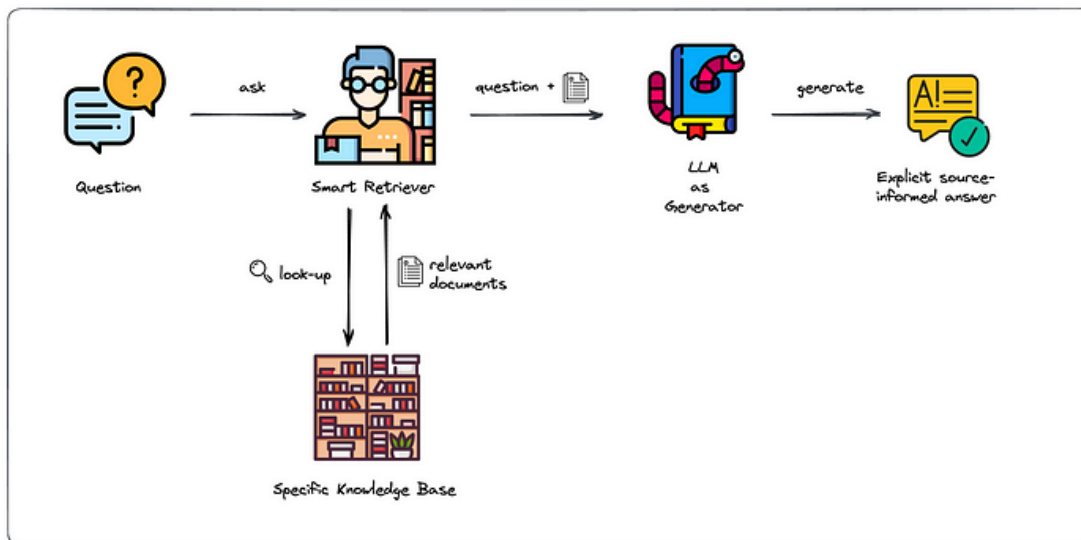 ?
ask
question +
A!
generate
Question
Smart Retriever
LLM
as
Generator
Explicit source-
informed answer
look-up
relevant
documents
Specific Knowledge Base